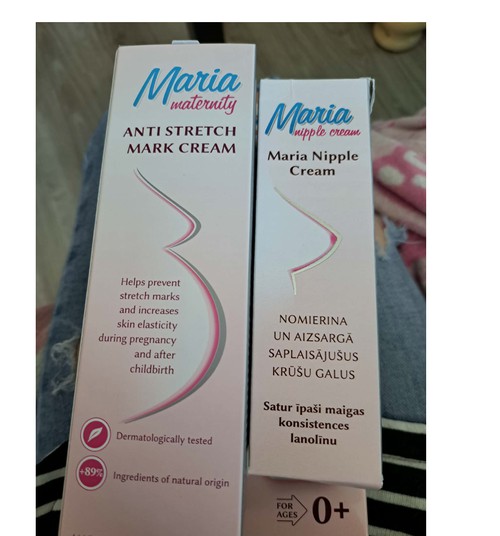 Maria
maternity
ANTI STRETCH
MARK CREAM
Helps prevent
stretch marks
and increases
skin elasticity
during pregnancy
and after
childbirth
Dermatologically tested
+89%
Ingredients of natural origin
Maria
nipple cream
Maria Nipple
Cream
NOMIERINA
UN AIZSARGĀ
SAPLAISĀJUŠUS
KRŪŠU GALUS
Satur īpaši maigas
konsistences
lanolīnu
FOR
AGES
0+